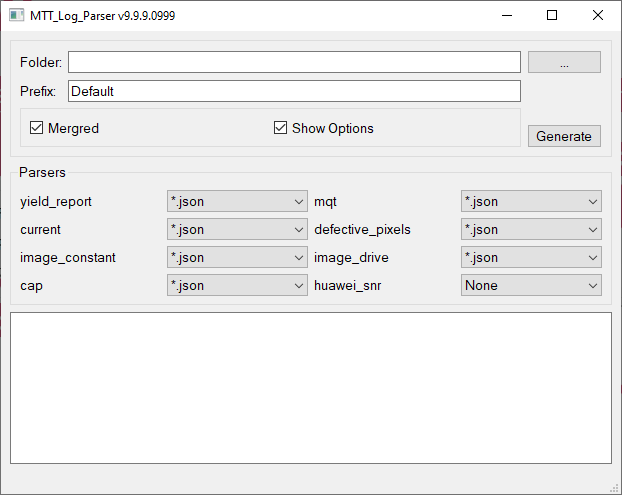 MTT_Log_Parser v9.9.9.0999
Folder: ...
Prefix: Default
Mergred Show Options
Generate
Parsers
yield_report *.json mqt *.json
current *.json defective_pixels *.json
image_constant *.json image_drive *.json
cap *.json huawei_snr None